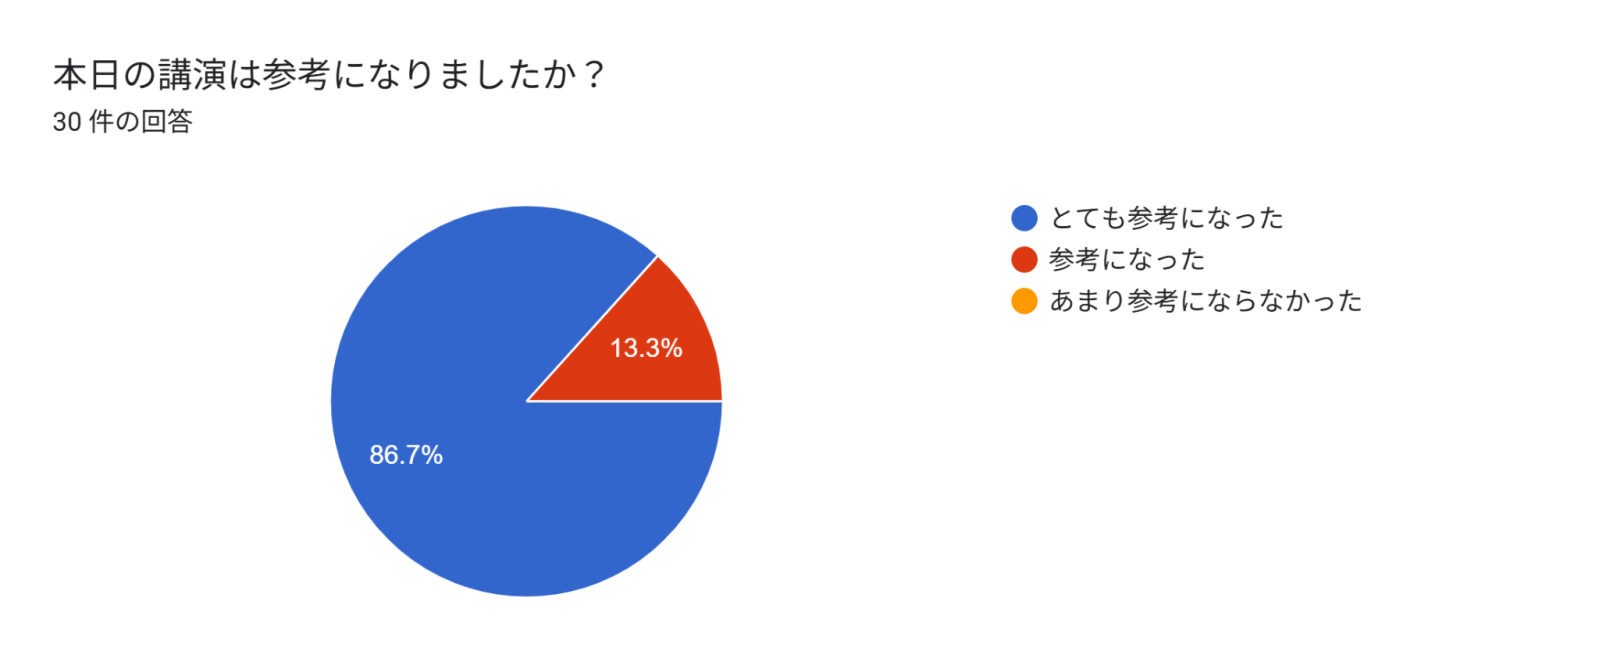 本日の講演は参考になりましたか？
30 件の回答
とても参考になった
参考になった
あまり参考にならなかった
13.3%
86.7%